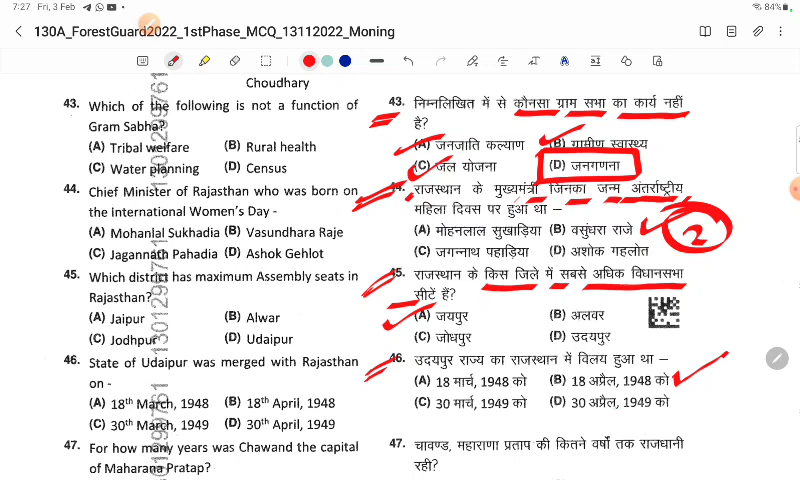 7:27 Fri, 3 Feb
84%
130A_ForestGuard2022_1stPhase_MCQ_13112022_Moning
Choudhary
43. Which of the following is not a function of
Gram Sabha?
(A) Tribal welfare (B) Rural health
(C) Water planning (D) Census
44. Chief Minister of Rajasthan who was born on
the International Women's Day -
(A) Mohanlal Sukhadia (B) Vasundhara Raje
(C) Jagannath Pahadia (D) Ashok Gehlot
45. Which district has maximum Assembly seats in
Rajasthan?
(A) Jaipur (B) Alwar
(C) Jodhpur (D) Udaipur
46. State of Udaipur was merged with Rajasthan
on -
(A) 18th March, 1948 (B) 18th April, 1948
(C) 30th March, 1949 (D) 30th April, 1949
47. For how many years was Chawand the capital
of Maharana Pratap?
1301299761 1301299761 1301299761
43. निम्नलिखित में से कौनसा ग्राम सभा का कार्य नहीं
है?
(A) जनजाति कल्याण (B) ग्रामीण स्वास्थ्य
(C) जल योजना (D) जनगणना
44. राजस्थान के मुख्यमंत्री जिनका जन्म अंतर्राष्ट्रीय
महिला दिवस पर हुआ था –
(A) मोहनलाल सुखाड़िया (B) वसुंधरा राजे
(C) जगन्नाथ पहाड़िया (D) अशोक गहलोत
2
45. राजस्थान के किस जिले में सबसे अधिक विधानसभा
सीटें हैं?
(A) जयपुर (B) अलवर
(C) जोधपुर (D) उदयपुर
46. उदयपुर राज्य का राजस्थान में विलय हुआ था –
(A) 18 मार्च, 1948 को (B) 18 अप्रैल, 1948 को
(C) 30 मार्च, 1949 को (D) 30 अप्रैल, 1949 को
47. चावण्ड, महाराणा प्रताप की कितने वर्षों तक राजधानी
रही?